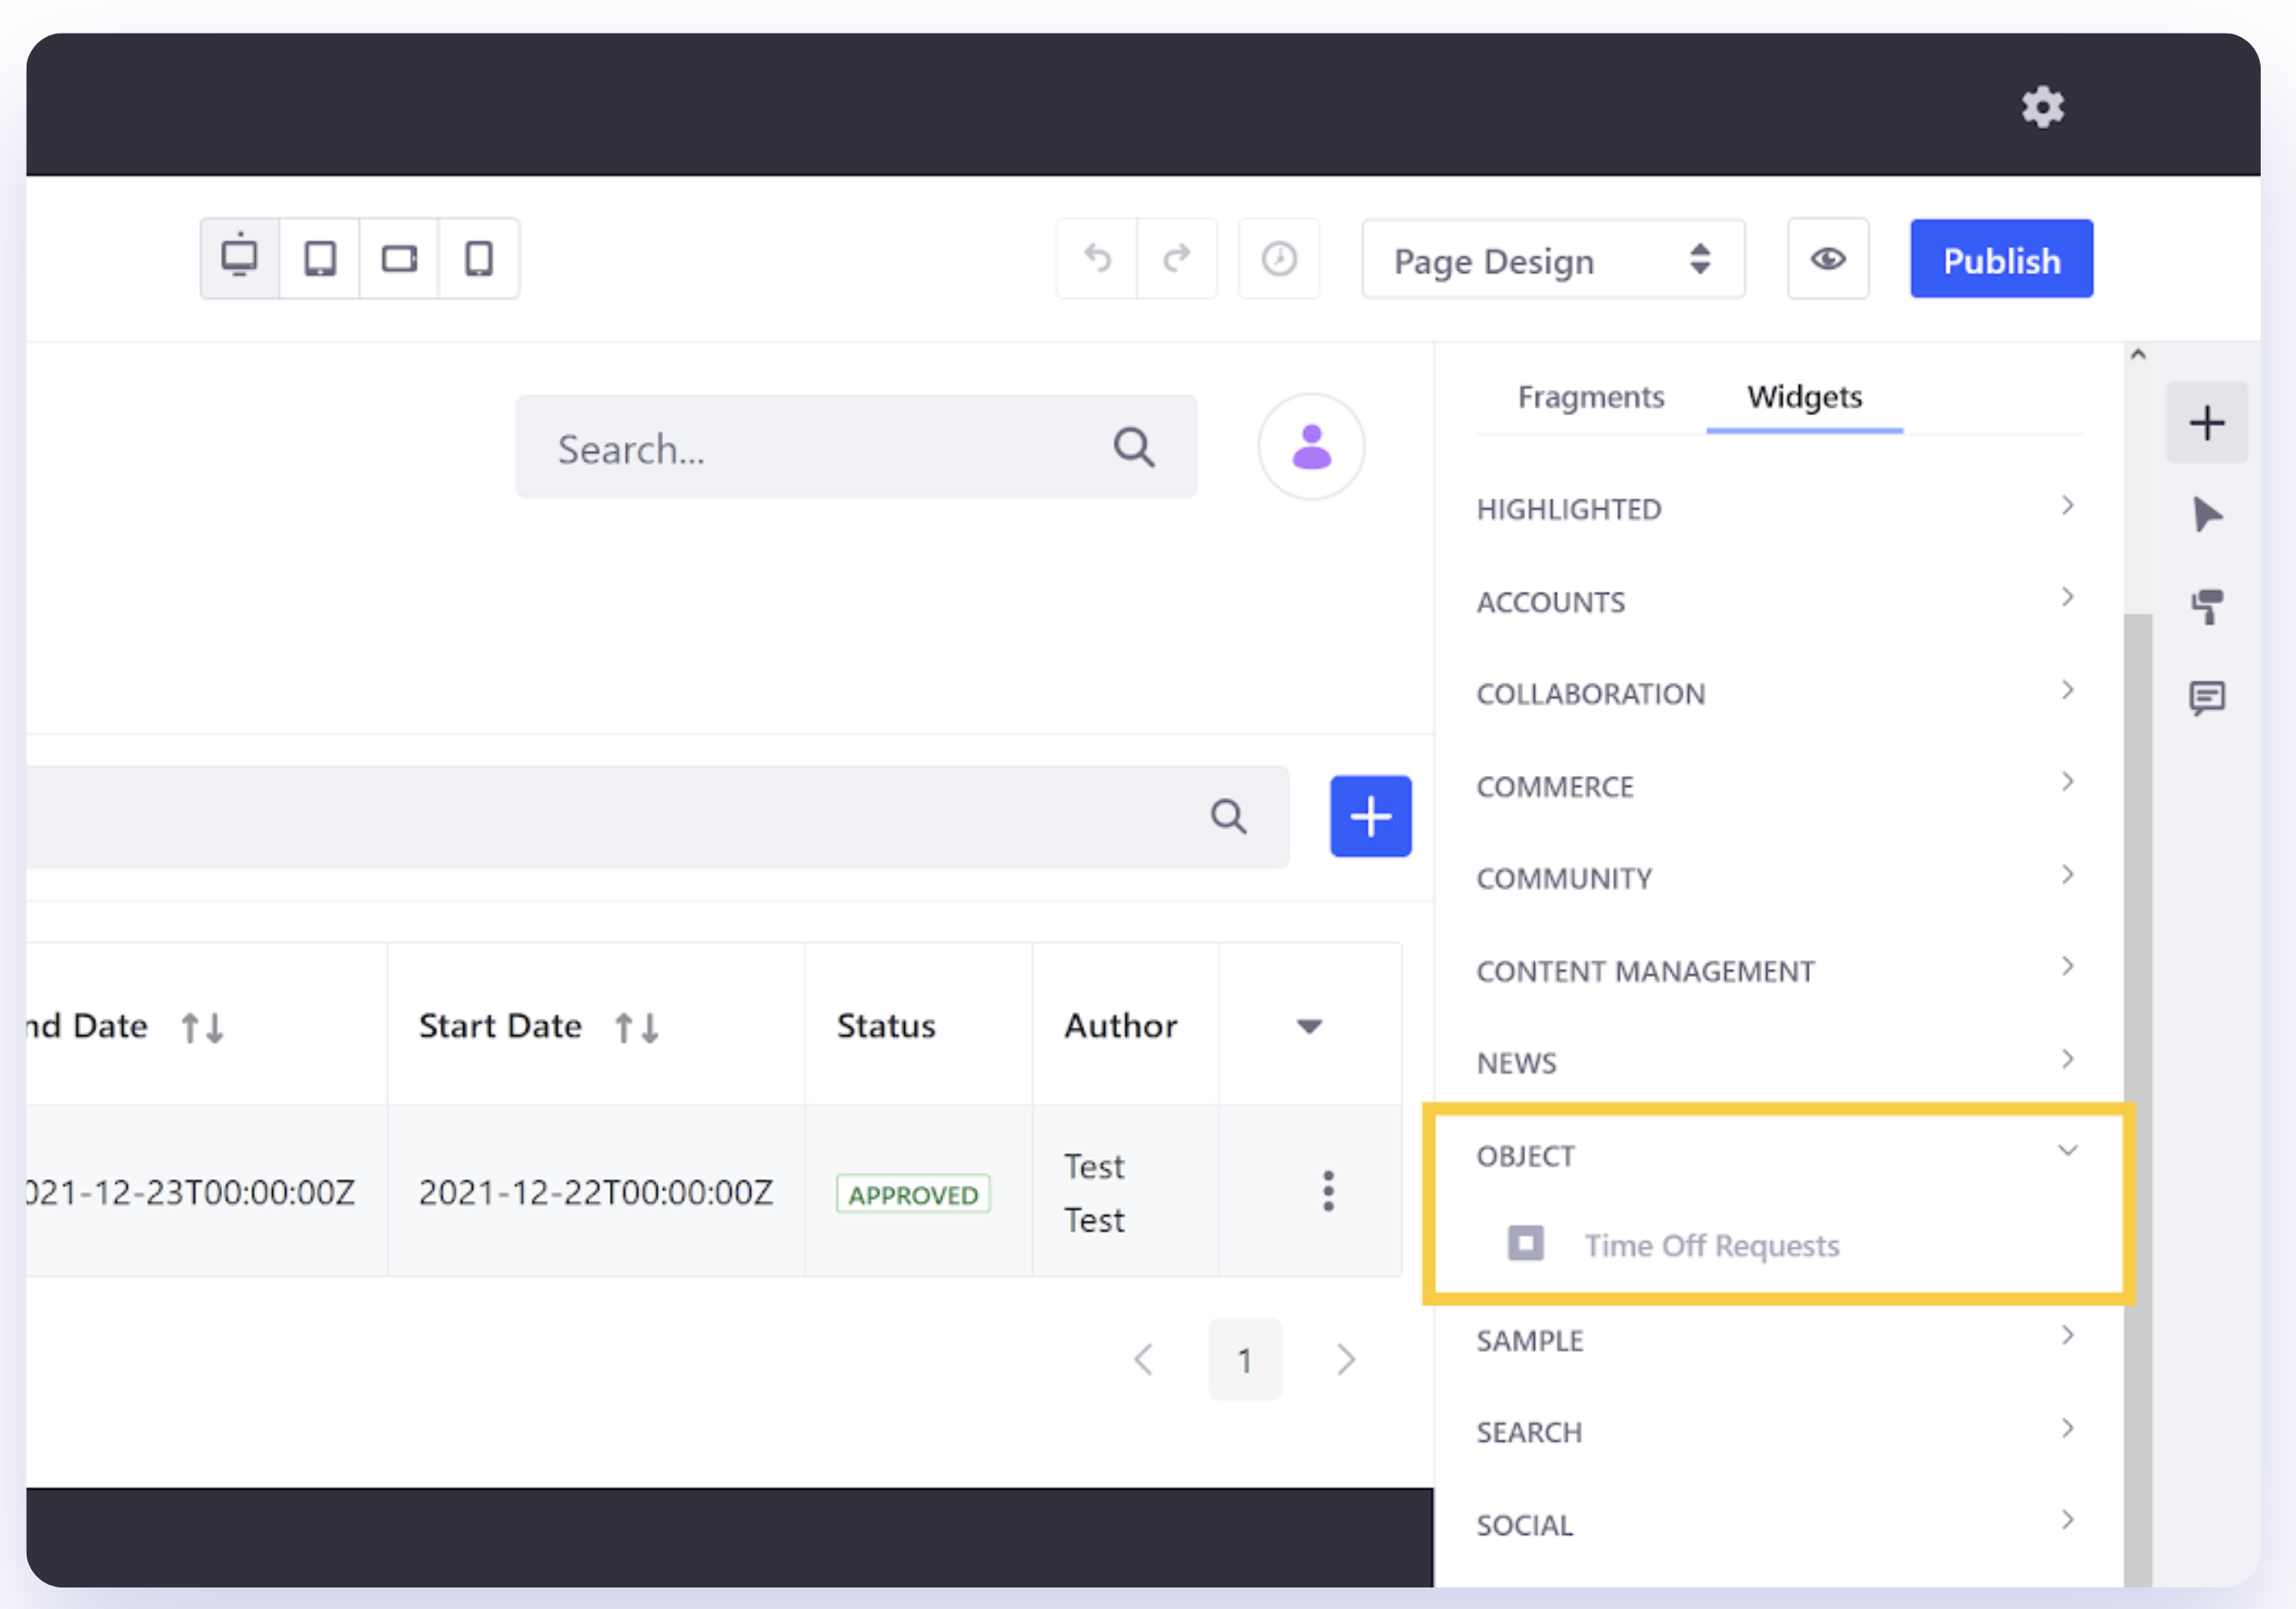 Page Design
Publish
Search...
Fragments Widgets
HIGHLIGHTED
ACCOUNTS
COLLABORATION
COMMERCE
COMMUNITY
CONTENT MANAGEMENT
NEWS
OBJECT
Time Off Requests
SAMPLE
SEARCH
SOCIAL
nd Date Start Date Status Author
021-12-23T00:00:00Z 2021-12-22T00:00:00Z APPROVED Test
Test
1